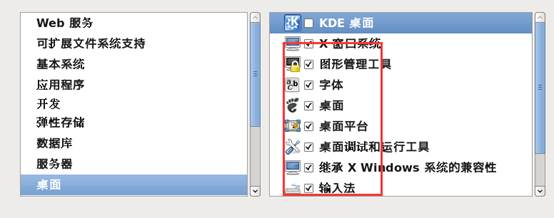 Web 服务
可扩展文件系统支持
基本系统
应用程序
开发
弹性存储
数据库
服务器
桌面
KDE 桌面
X 窗口系统
图形管理工具
字体
桌面
桌面平台
桌面调试和运行工具
继承 X Windows 系统的兼容性
输入法